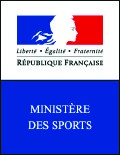 Liberté • Égalité • Fraternité
RÉPUBLIQUE FRANÇAISE
MINISTÈRE
DES SPORTS